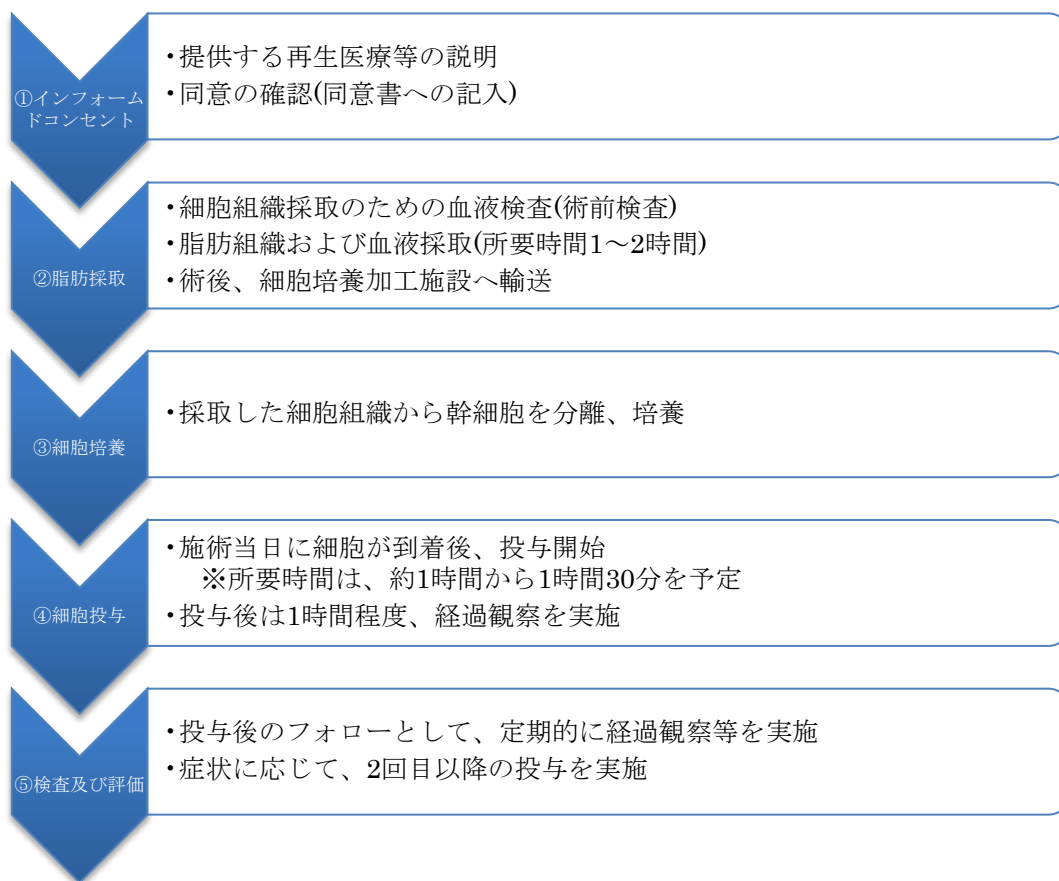 ①インフォーム
ドコンセント
・提供する再生医療等の説明
・同意の確認(同意書への記入)
②脂肪採取
・細胞組織採取のための血液検査(術前検査)
・脂肪組織および血液採取(所要時間1～2時間)
・術後、細胞培養加工施設へ輸送
③細胞培養
・採取した細胞組織から幹細胞を分離、培養
④細胞投与
・施術当日に細胞が到着後、投与開始
※所要時間は、約1時間から1時間30分を予定
・投与後は1時間程度、経過観察を実施
⑤検査及び評価
・投与後のフォローとして、定期的に経過観察等を実施
・症状に応じて、2回目以降の投与を実施